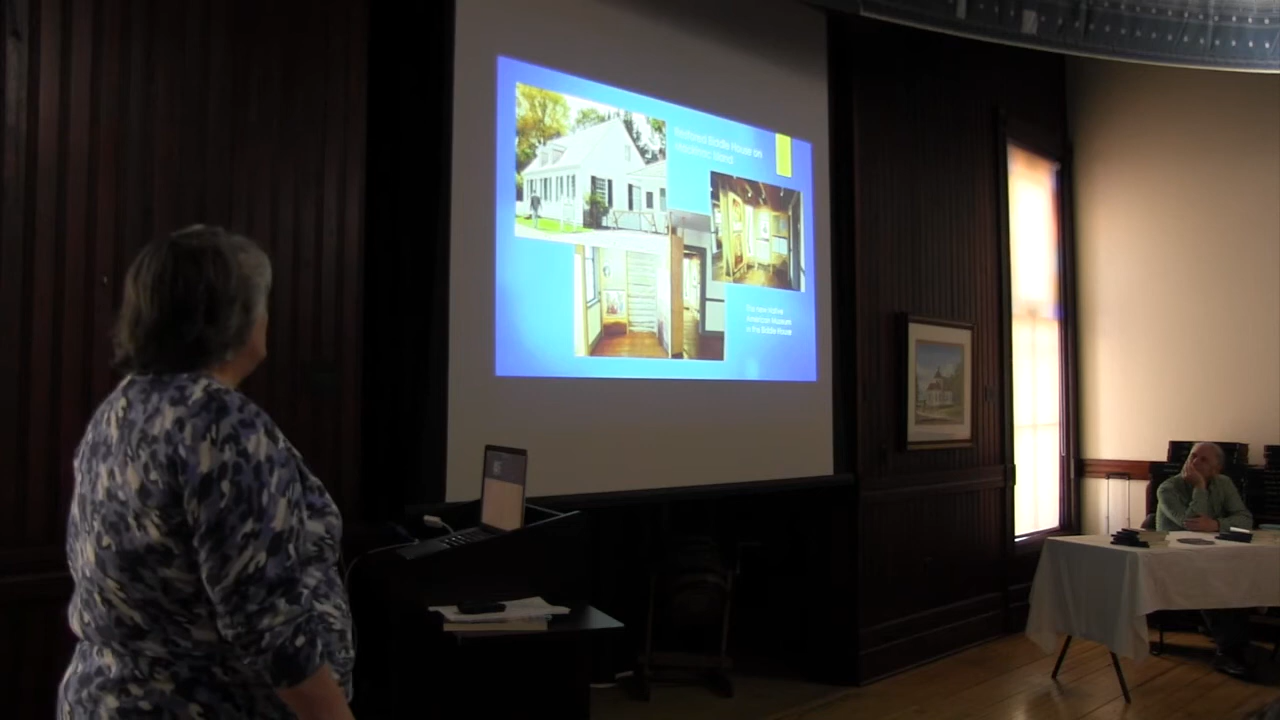 Restored Biddle House on
Mackinac Island
The new Native
American Museum
in the Biddle House